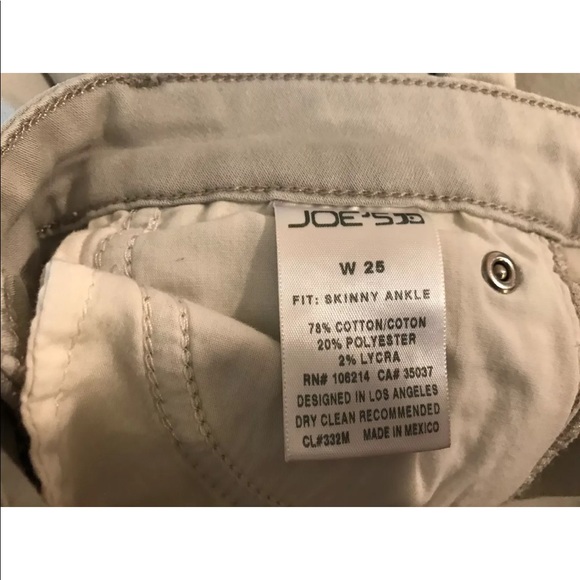 JOE'S
W 25
FIT: SKINNY ANKLE
78% COTTON/COTON
20% POLYESTER
2% LYCRA
RN# 106214 CA# 35037
DESIGNED IN LOS ANGELES
DRY CLEAN RECOMMENDED
CL#332M MADE IN MEXICO